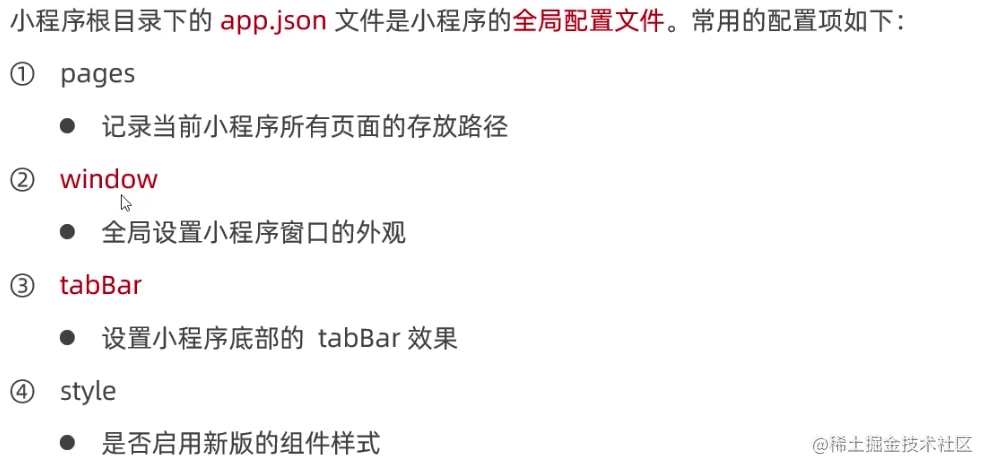 小程序根目录下的 app.json 文件是小程序的全局配置文件。常用的配置项如下：
① pages
● 记录当前小程序所有页面的存放路径
② window
● 全局设置小程序窗口的外观
③ tabBar
● 设置小程序底部的 tabBar 效果
④ style
● 是否启用新版的组件样式
@稀土掘金技术社区